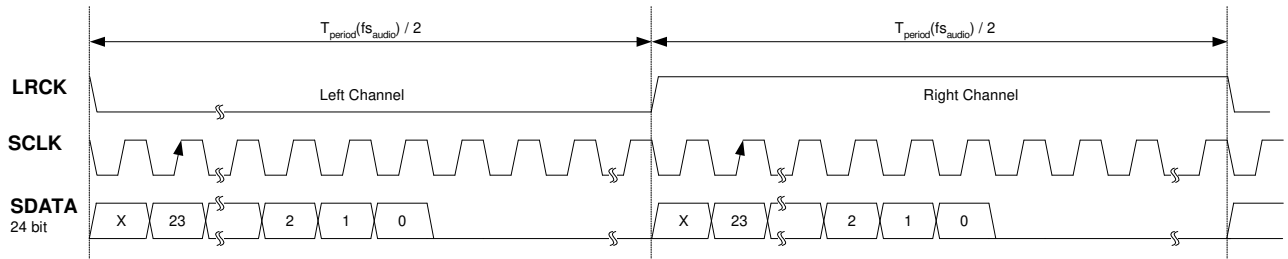 T_period(fs_audio) / 2 T_period(fs_audio) / 2
LRCK Left Channel Right Channel
SCLK
SDATA X 23 2 1 0 X 23 2 1 0
24 bit